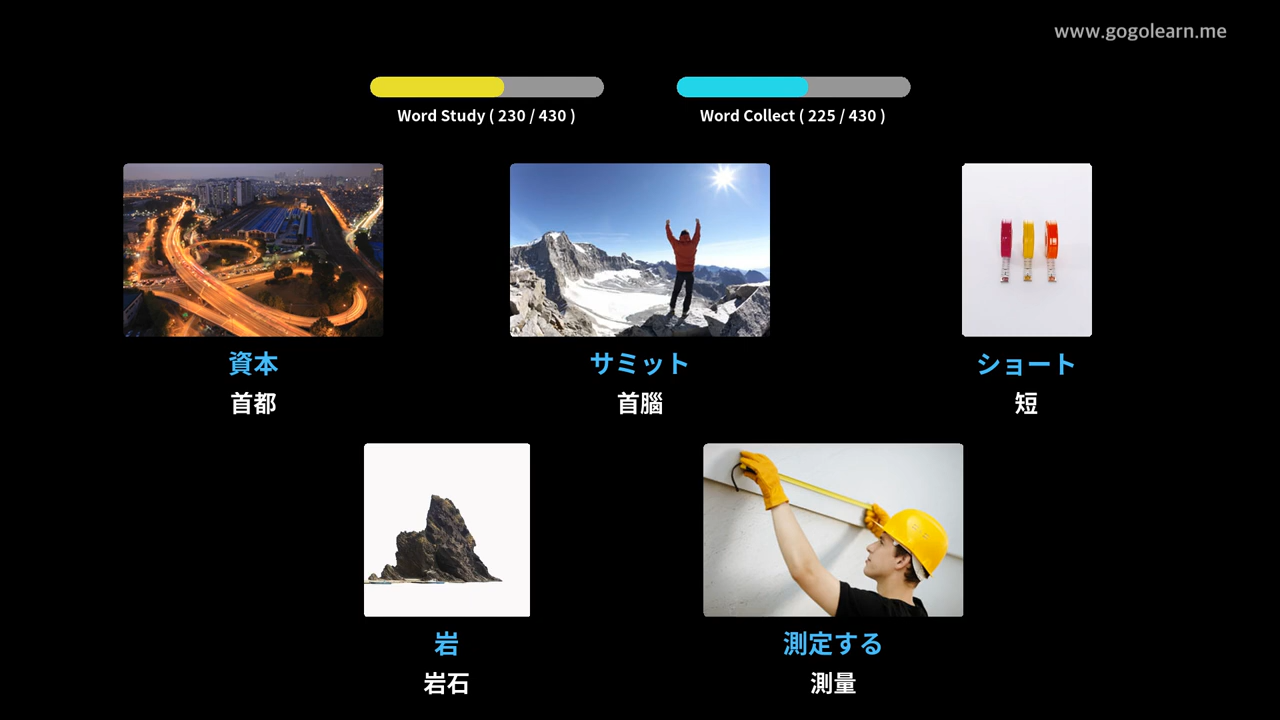 www.gogolearn.me
Word Study ( 230 / 430 )
Word Collect ( 225 / 430 )
資本
首都
サミット
首腦
ショート
短
岩
岩石
測定する
測量